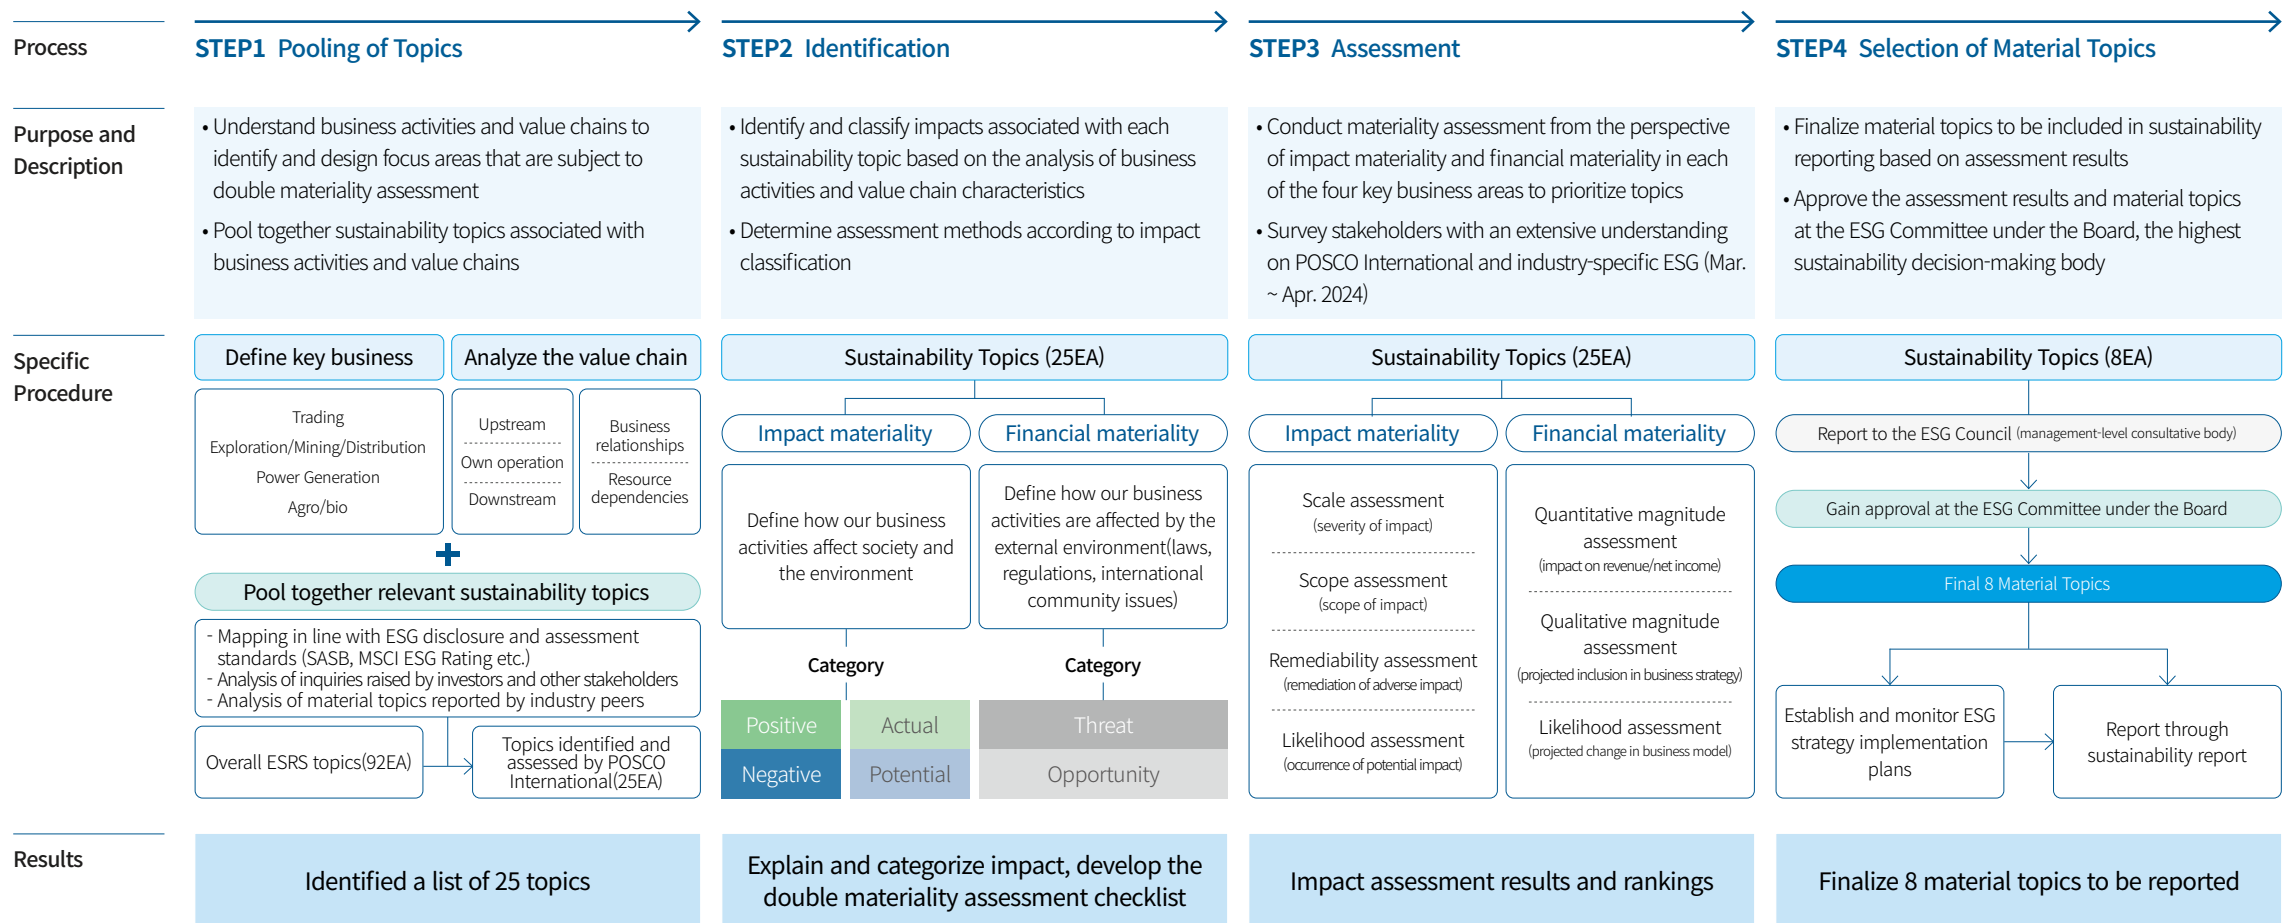 Process
STEP1 Pooling of Topics
STEP2 Identification
STEP3 Assessment
STEP4 Selection of Material Topics
Purpose and
Description
• Understand business activities and value chains to
identify and design focus areas that are subject to
double materiality assessment
• Pool together sustainability topics associated with
business activities and value chains
• Identify and classify impacts associated with each
sustainability topic based on the analysis of business
activities and value chain characteristics
• Determine assessment methods according to impact
classification
• Conduct materiality assessment from the perspective
of impact materiality and financial materiality in each
of the four key business areas to prioritize topics
• Survey stakeholders with an extensive understanding
on POSCO International and industry-specific ESG (Mar.
~ Apr. 2024)
• Finalize material topics to be included in sustainability
reporting based on assessment results
• Approve the assessment results and material topics
at the ESG Committee under the Board, the highest
sustainability decision-making body
Specific
Procedure
Define key business
Trading
Exploration/Mining/Distribution
Power Generation
Agro/bio
Analyze the value chain
Upstream
Own operation
Downstream
Business
relationships
Resource
dependencies
+
Pool together relevant sustainability topics
- Mapping in line with ESG disclosure and assessment
standards (SASB, MSCI ESG Rating etc.)
- Analysis of inquiries raised by investors and other stakeholders
- Analysis of material topics reported by industry peers
Overall ESRS topics(92EA)
Topics identified and
assessed by POSCO
International(25EA)
Sustainability Topics (25EA)
Impact materiality
Define how our business
activities affect society and
the environment
Category
Positive
Actual
Negative
Potential
Financial materiality
Define how our business
activities are affected by the
external environment(laws,
regulations, international
community issues)
Category
Threat
Opportunity
Sustainability Topics (25EA)
Impact materiality
Scale assessment
(severity of impact)
Scope assessment
(scope of impact)
Remediability assessment
(remediation of adverse impact)
Likelihood assessment
(occurrence of potential impact)
Financial materiality
Quantitative magnitude
assessment
(impact on revenue/net income)
Qualitative magnitude
assessment
(projected inclusion in business strategy)
Likelihood assessment
(projected change in business model)
Sustainability Topics (8EA)
Report to the ESG Council (management-level consultative body)
Gain approval at the ESG Committee under the Board
Final 8 Material Topics
Establish and monitor ESG
strategy implementation
plans
Report through
sustainability report
Results
Identified a list of 25 topics
Explain and categorize impact, develop the
double materiality assessment checklist
Impact assessment results and rankings
Finalize 8 material topics to be reported